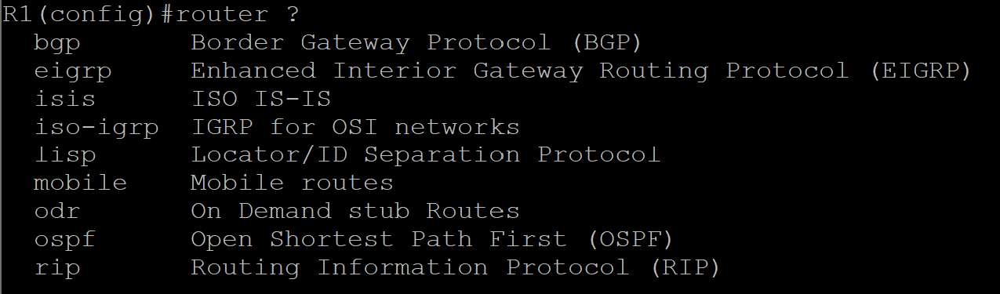 R1(config)#router ?
bgp Border Gateway Protocol (BGP)
eigrp Enhanced Interior Gateway Routing Protocol (EIGRP)
isis ISO IS-IS
iso-igrp IGRP for OSI networks
lisp Locator/ID Separation Protocol
mobile Mobile routes
odr On Demand stub Routes
ospf Open Shortest Path First (OSPF)
rip Routing Information Protocol (RIP)